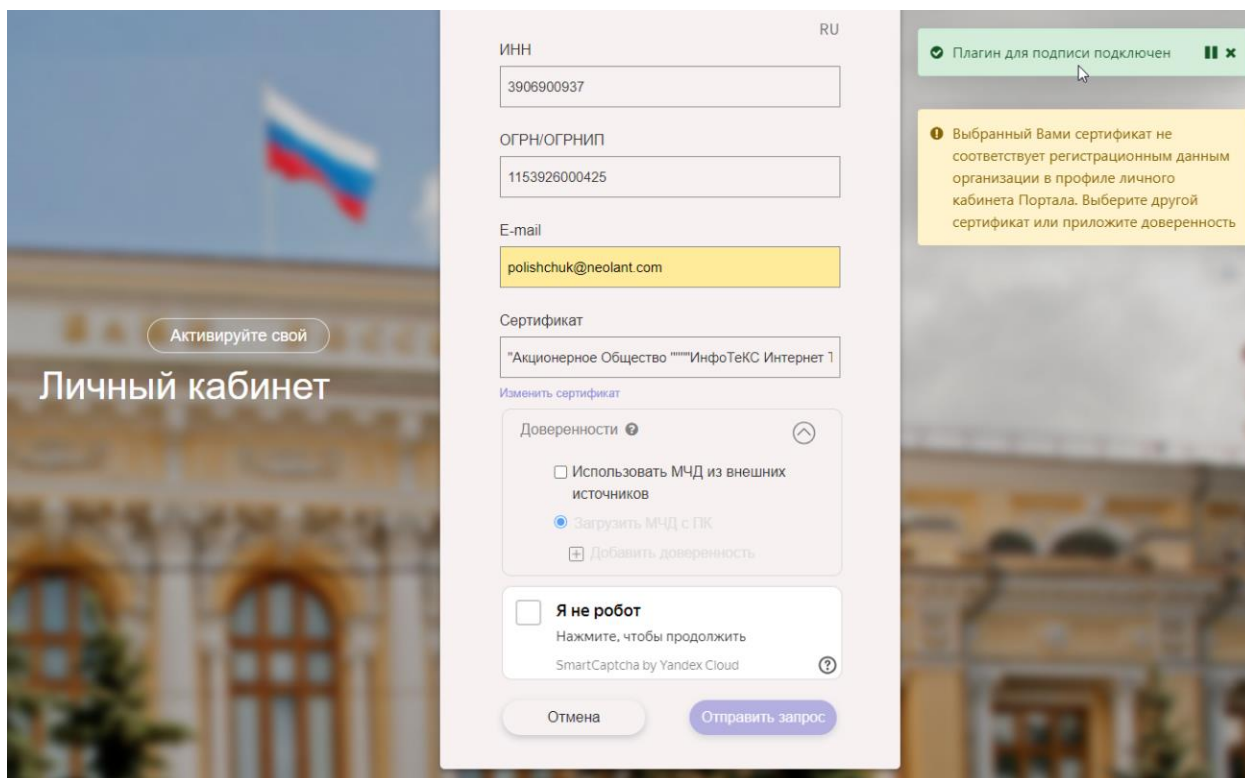 RU
ИНН
3906900937
ОГРН/ОГРНИП
1153926000425
E-mail
polishchuk@neolant.com
Сертификат
"Акционерное Общество """"ИнфоТеКС Интернет Т
Изменить сертификат
Доверенности
Использовать МЧД из внешних
источников
Загрузить МЧД с ПК
Добавить доверенность
Я не робот
Нажмите, чтобы продолжить
SmartCaptcha by Yandex Cloud
Отмена
Отправить запрос
Активируйте свой
Личный кабинет
Плагин для подписи подключен
Выбранный Вами сертификат не
соответствует регистрационным данным
организации в профиле личного
кабинета Портала. Выберите другой
сертификат или приложите доверенность